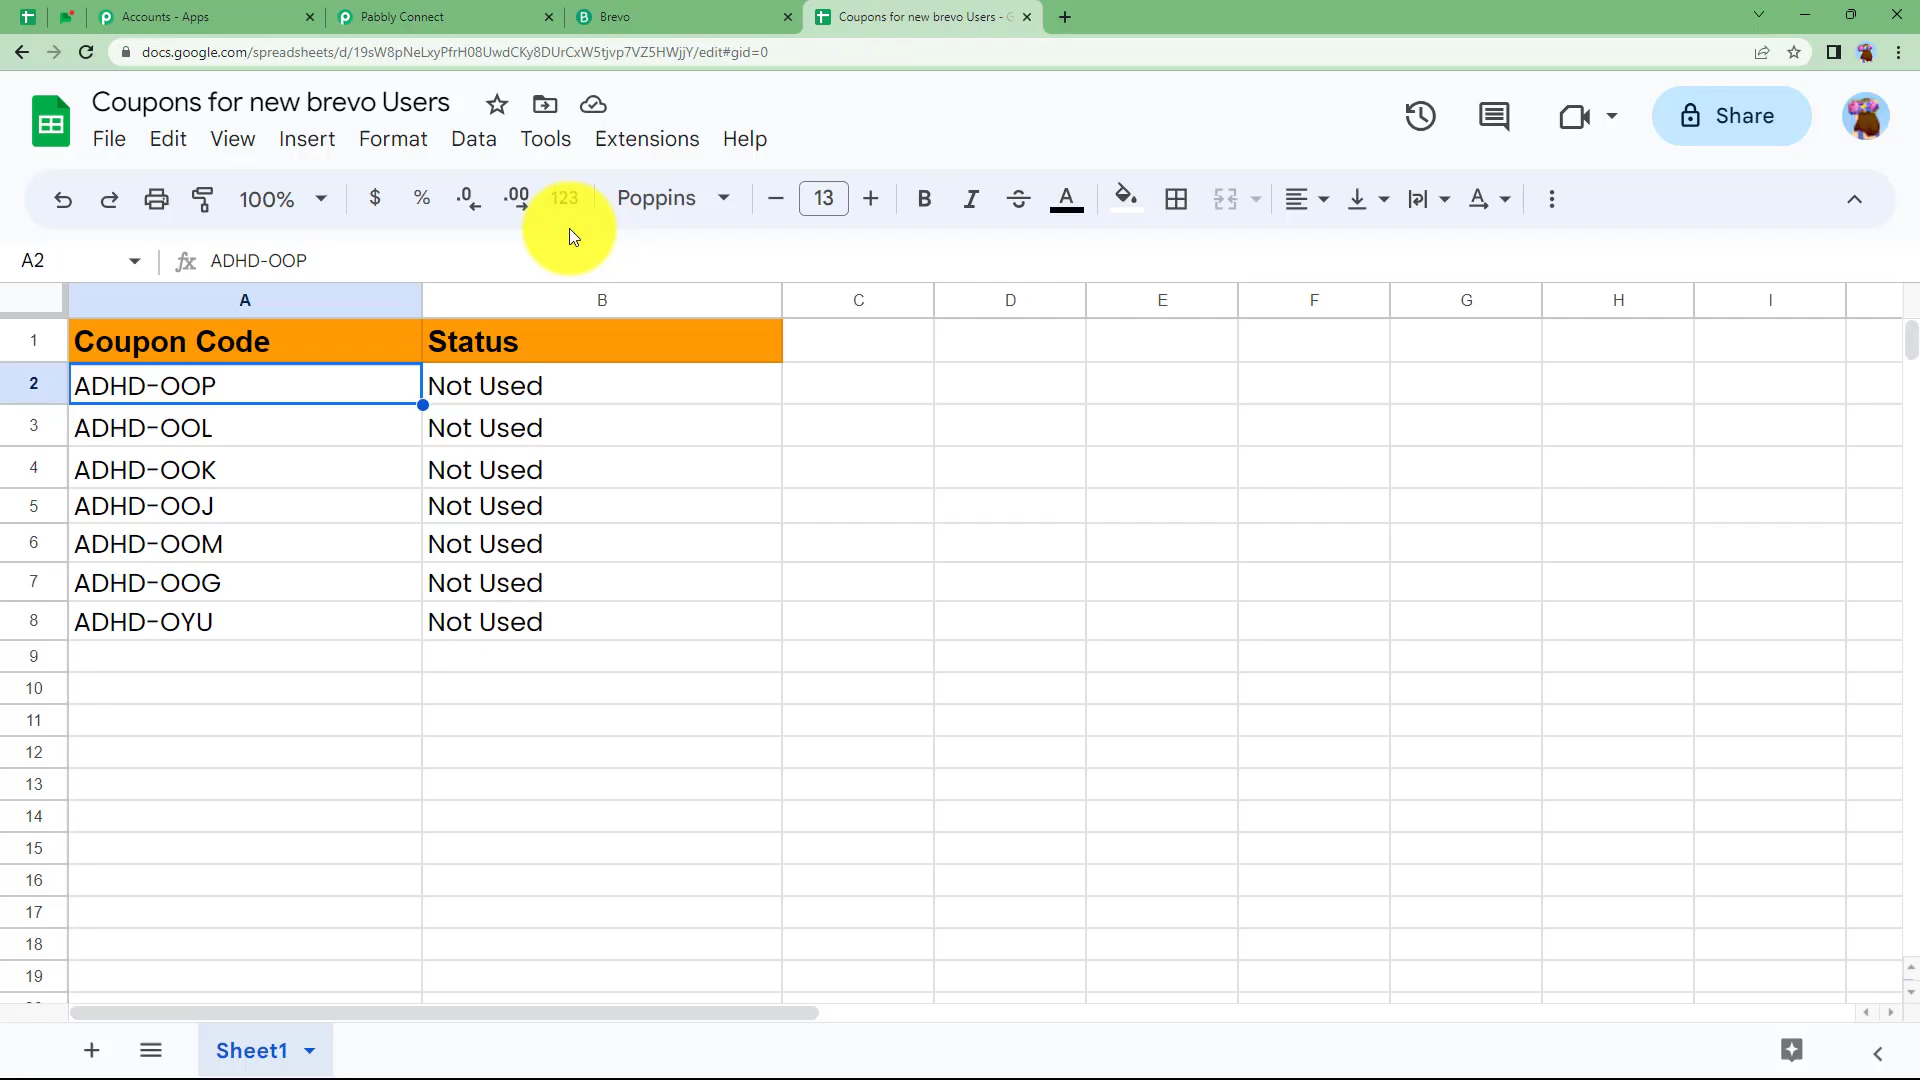 Accounts - Apps
Pabbly Connect
Brevo
Coupons for new brevo Users -
docs.google.com/spreadsheets/d/19sW8pNeLxyPfrH08UwdCKy8DUrCxW5tjvp7VZ5HWjjY/edit#gid=0
Coupons for new brevo Users
File Edit View Insert Format Data Tools Extensions Help
Share
100% $ % .0 .00 123 Poppins 13 B I S A
A2 fx ADHD-OOP
A B C D E F G H I
1 Coupon Code Status
2 ADHD-OOP Not Used
3 ADHD-OOL Not Used
4 ADHD-OOK Not Used
5 ADHD-OOJ Not Used
6 ADHD-OOM Not Used
7 ADHD-OOG Not Used
8 ADHD-OYU Not Used
9
10
11
12
13
14
15
16
17
18
19
Sheet1